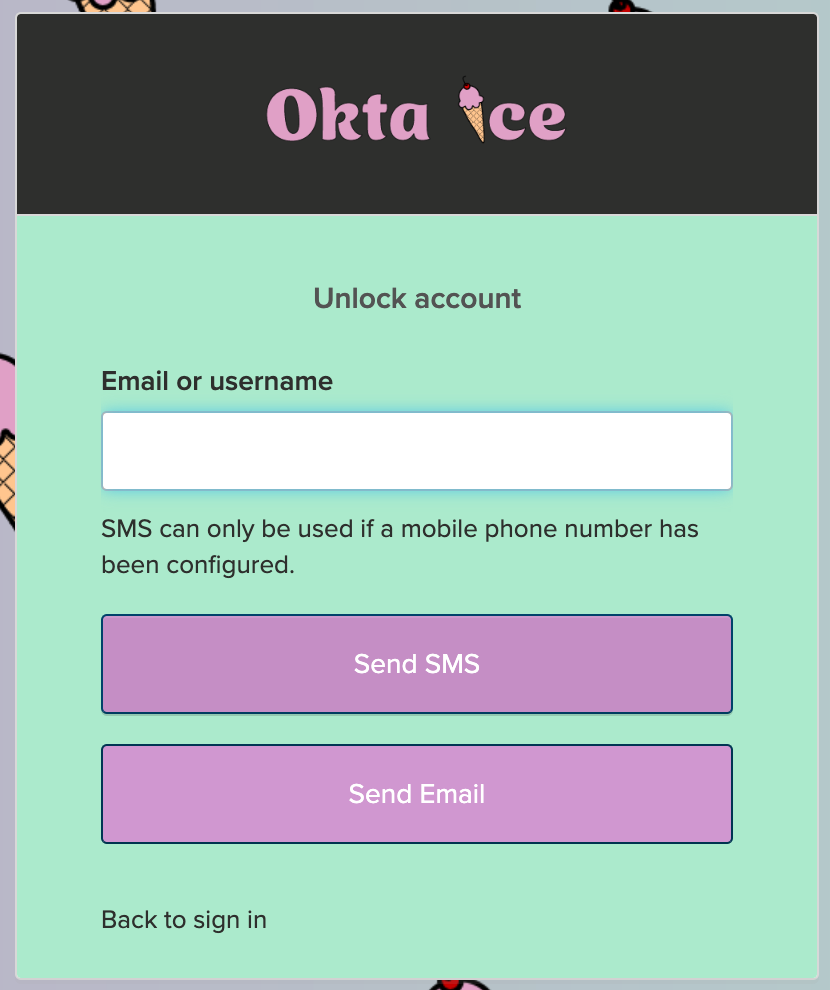 Okta ice
Unlock account
Email or username
SMS can only be used if a mobile phone number has
been configured.
Send SMS
Send Email
Back to sign in